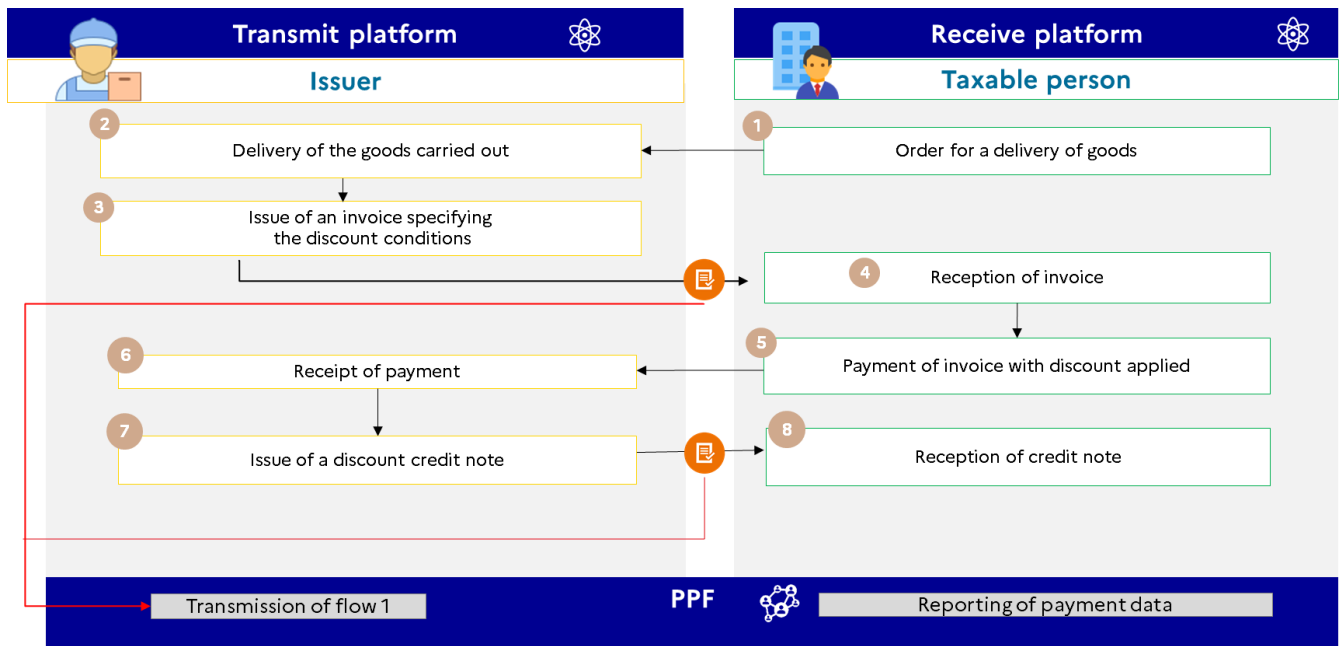 Transmit platform
Receive platform
Issuer
Taxable person
2
Delivery of the goods carried out
1
Order for a delivery of goods
3
Issue of an invoice specifying
the discount conditions
4
Reception of invoice
5
Payment of invoice with discount applied
6
Receipt of payment
7
Issue of a discount credit note
8
Reception of credit note
PPF
Transmission of flow 1
Reporting of payment data